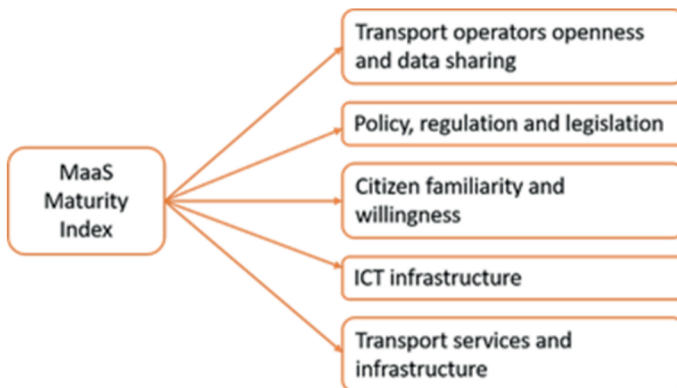 MaaS
Maturity
Index
Transport operators openness
and data sharing
Policy, regulation and legislation
Citizen familiarity and
willingness
ICT infrastructure
Transport services and
infrastructure